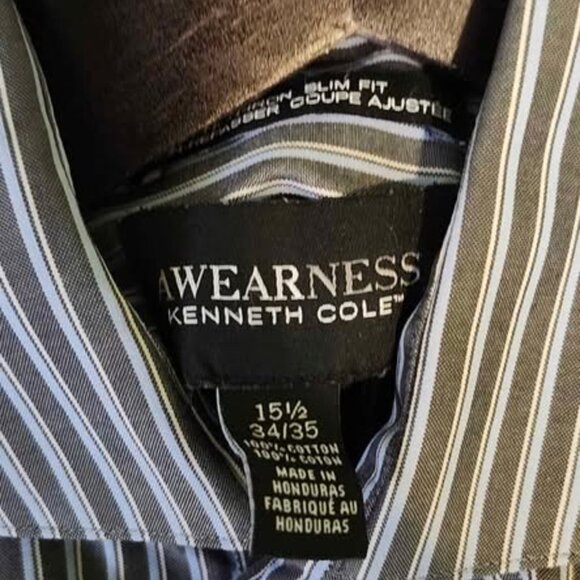 SLIM FIT
COUPE AJUSTÉE
AWEARNESS
KENNETH COLE™
15½
34/35
100% COTTON
100% COTON
MADE IN
HONDURAS
FABRIQUÉ AU
HONDURAS